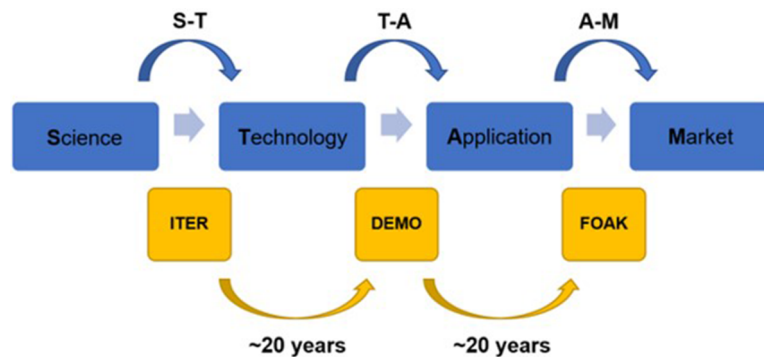 S-T T-A A-M
Science Technology Application Market
ITER DEMO FOAK
~20 years ~20 years